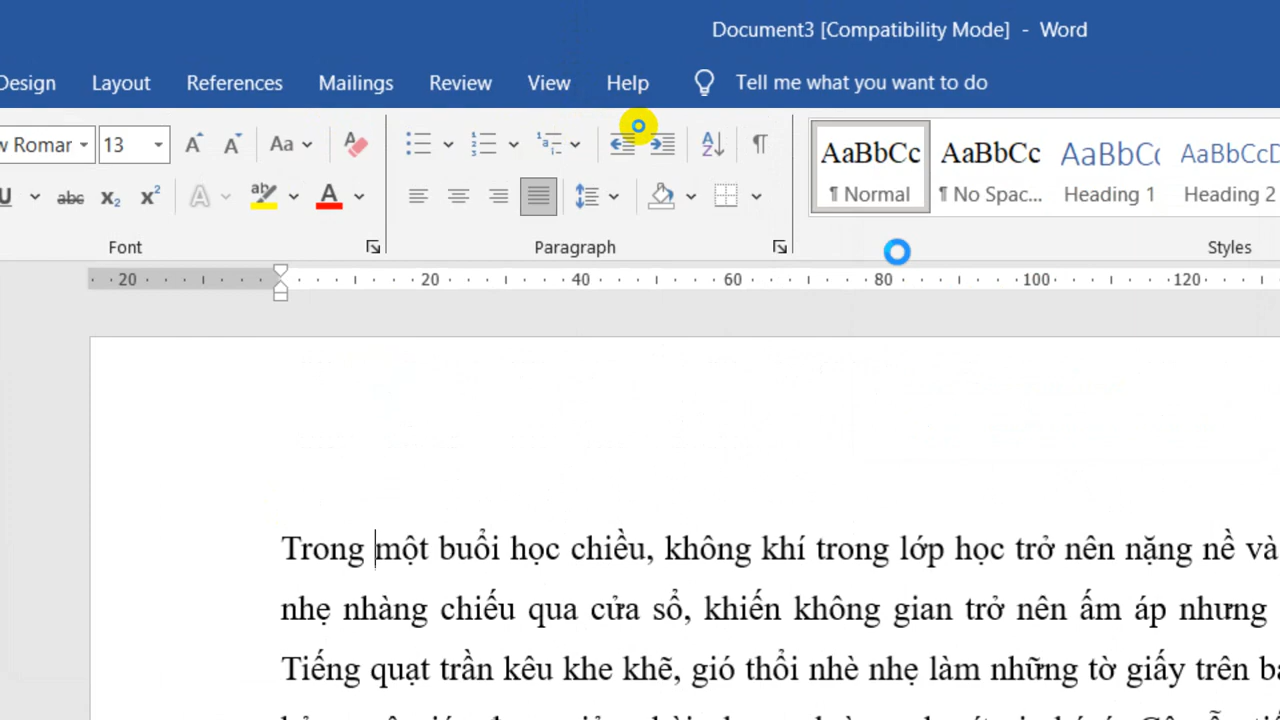 Document3 [Compatibility Mode] - Word
Design Layout References Mailings Review View Help Tell me what you want to do
w Romar 13 Aa
U abc x₂ x² A aby A
AaBbCc AaBbCc AaBbCc AaBbCcD
¶ Normal ¶ No Spac... Heading 1 Heading 2
Font Paragraph Styles
20 20 40 60 80 100 120
Trong một buổi học chiều, không khí trong lớp học trở nên nặng nề và
nhẹ nhàng chiếu qua cửa sổ, khiến không gian trở nên ấm áp nhưng
Tiếng quạt trần kêu khe khẽ, gió thổi nhè nhẹ làm những tờ giấy trên